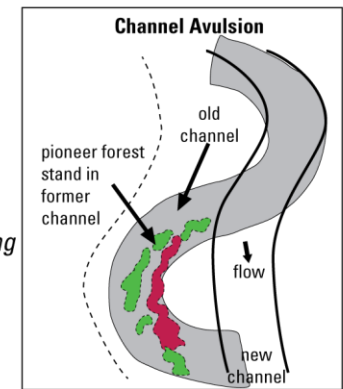 Channel Avulsion
old
channel
pioneer forest
stand in
former
channel
flow
new
channel